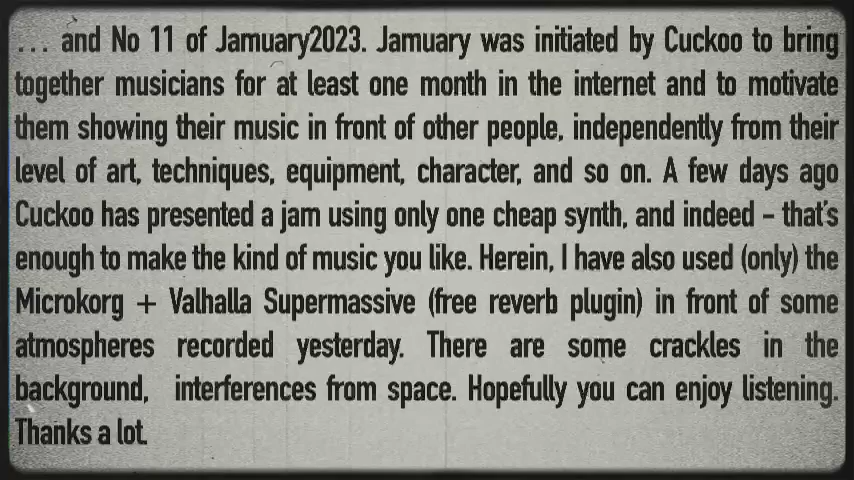 ... and No 11 of Jamuary2023. Jamuary was initiated by Cuckoo to bring
together musicians for at least one month in the internet and to motivate
them showing their music in front of other people, independently from their
level of art, techniques, equipment, character, and so on. A few days ago
Cuckoo has presented a jam using only one cheap synth, and indeed – that's
enough to make the kind of music you like. Herein, I have also used (only) the
Microkorg + Valhalla Supermassive (free reverb plugin) in front of some
atmospheres recorded yesterday. There are some crackles in the
background, interferences from space. Hopefully you can enjoy listening.
Thanks a lot.